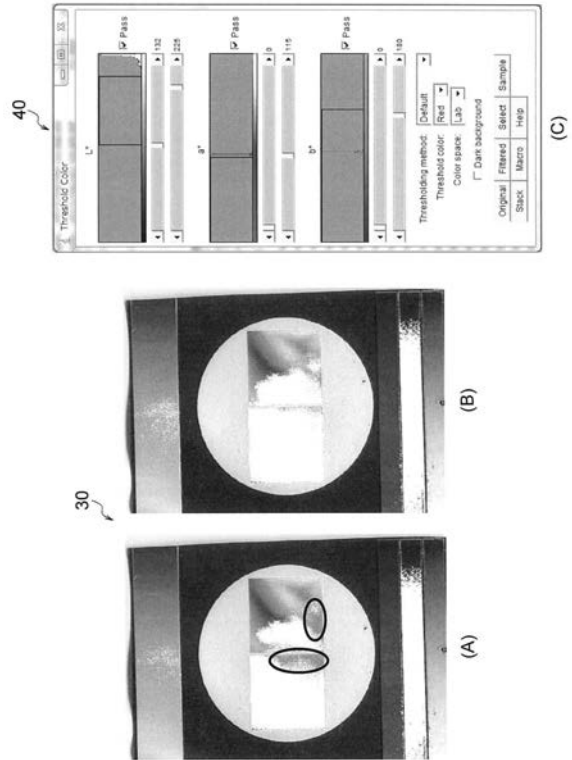 30
(A)
(B)
40
Threshold Color
L*
Pass
132
225
a*
Pass
0
115
b*
Pass
0
180
Thresholding method: Default
Threshold color: Red
Color space: Lab
Dark background
Original Filtered Select Sample
Stack Macro Help
(C)